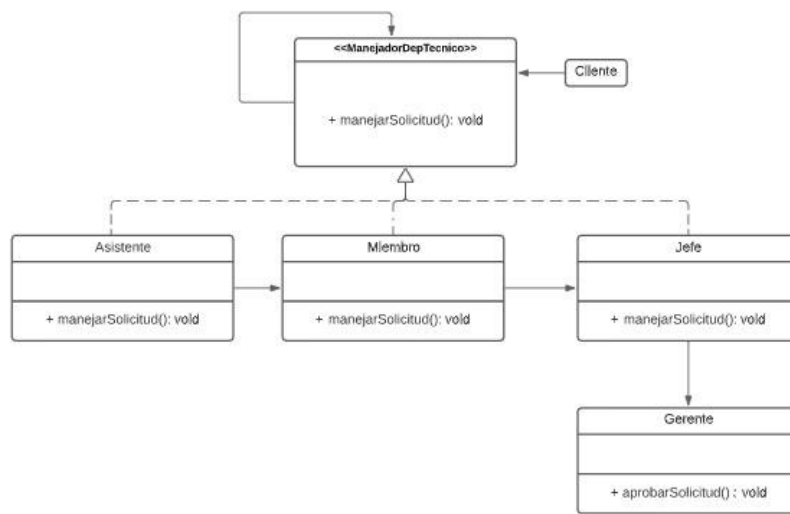 <<ManejadorDepTecnico>>
Cliente
+ manejarSolicitud(): void
Asistente
Miembro
Jefe
+ manejarSolicitud(): void
+ manejarSolicitud(): void
+ manejarSolicitud(): void
Gerente
+ aprobarSolicitud() : void